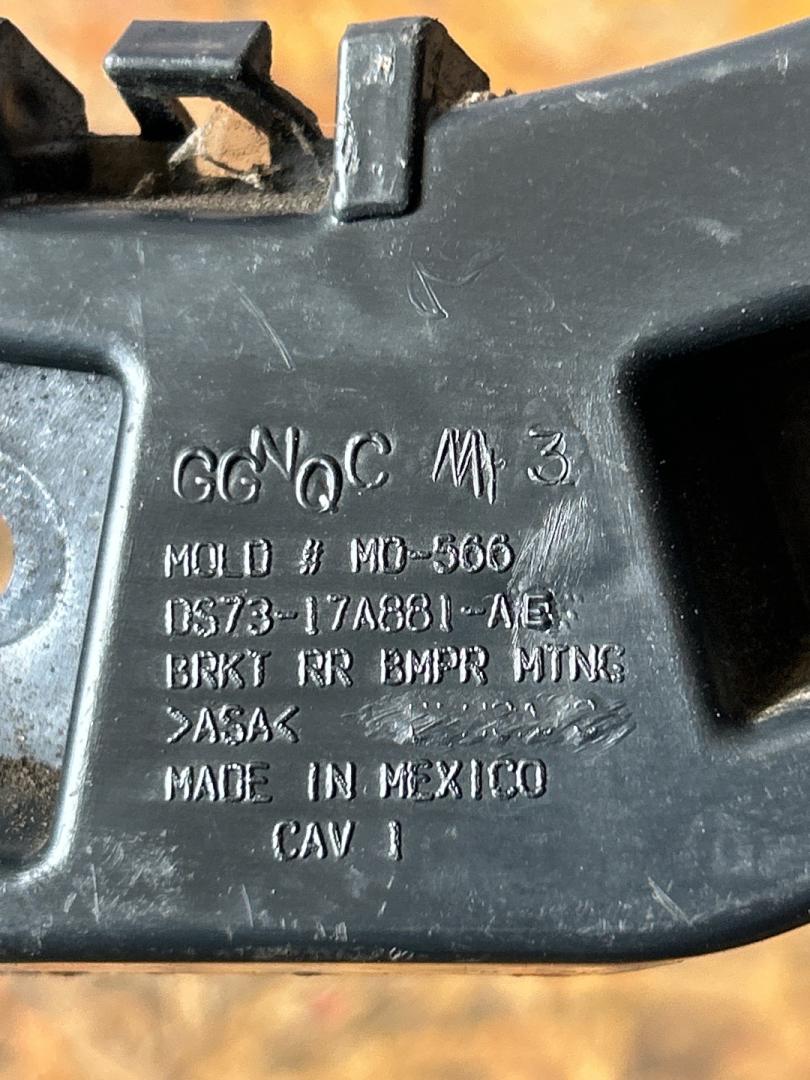 GGNQC M 3
MOLD # MD-566
DS73-17A881-AE
BRKT RR BMPR MTNG
>ASA<
MADE IN MEXICO
CAV 1